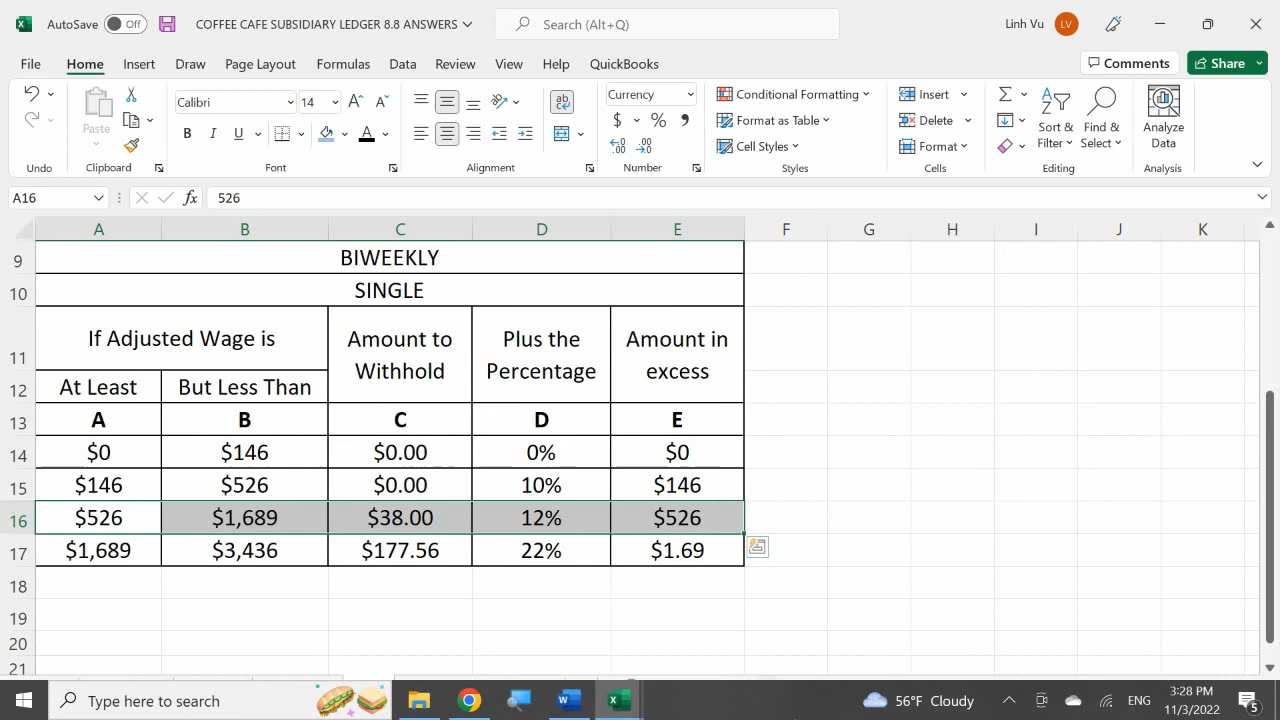 AutoSave Off COFFEE CAFE SUBSIDIARY LEDGER 8.8 ANSWERS Search (Alt+Q) Linh Vu LV
File Home Insert Draw Page Layout Formulas Data Review View Help QuickBooks Comments Share
Calibri 14 Currency Conditional Formatting Insert
Paste B I U $ % Format as Table Delete Sort & Filter Find & Select Analyze Data
Cell Styles Format
Undo Clipboard Font Alignment Number Styles Cells Editing Analysis
A16 fx 526
A B C D E F G H I J K
9 BIWEEKLY
10 SINGLE
11 If Adjusted Wage is Amount to Withhold Plus the Percentage Amount in excess
12 At Least But Less Than
13 A B C D E
14 $0 $146 $0.00 0% $0
15 $146 $526 $0.00 10% $146
16 $526 $1,689 $38.00 12% $526
17 $1,689 $3,436 $177.56 22% $1.69
18
19
20
21
Type here to search 56°F Cloudy ENG 3:28 PM
11/3/2022 5